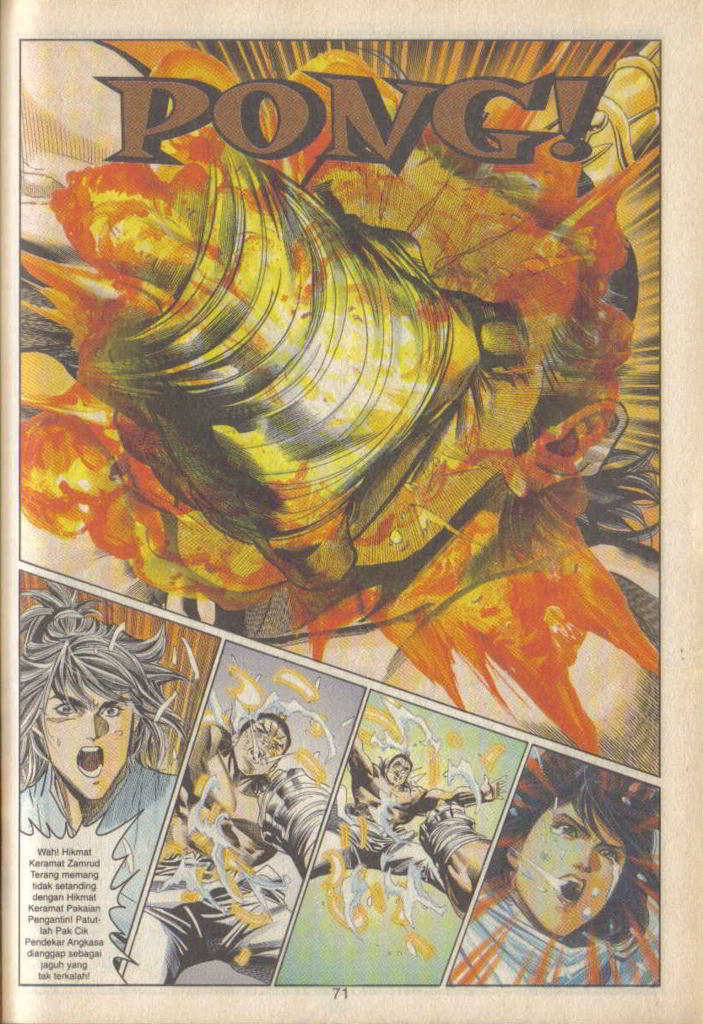 PONG!
Wah! Hikmat
Keramat Zamrud
Terang memang
tidak setanding
dengan Hikmat
Keramat Pakaian
Pengantin! Patut-
lah Pak Cik
Pendekar Angkasa
dianggap sebagai
jaguh yang
tak terkalah!
71